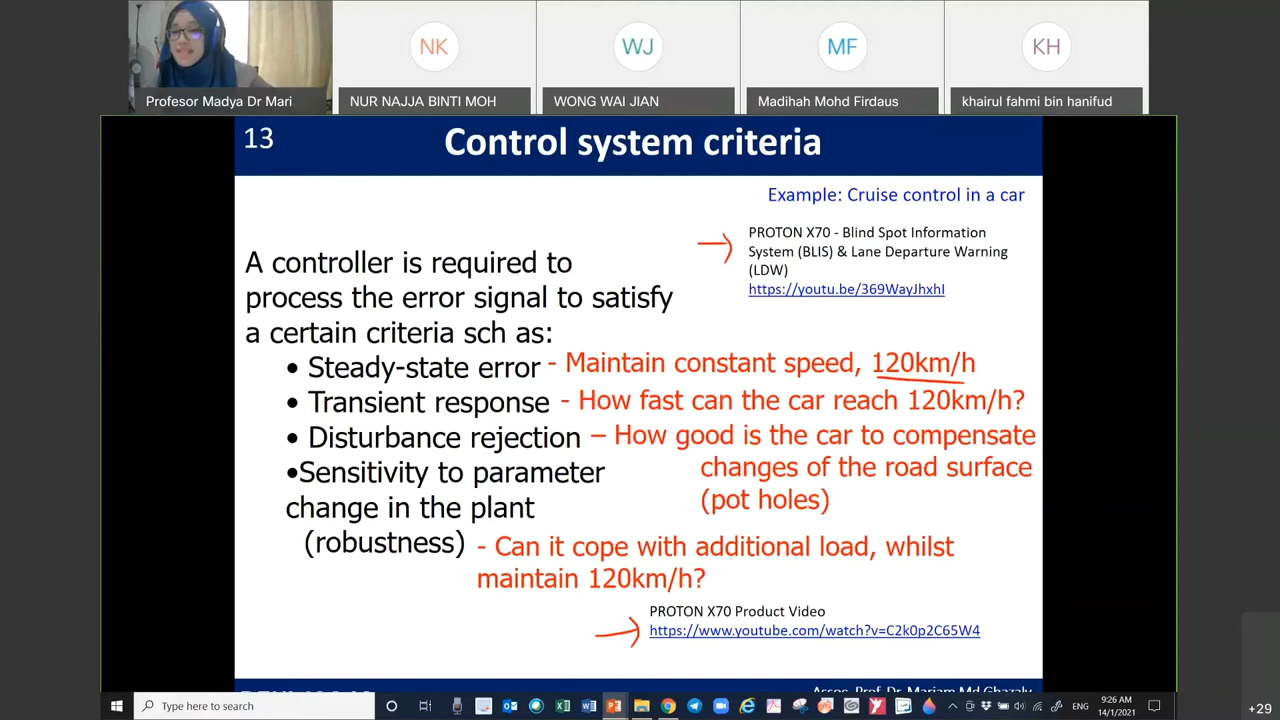 NK
WJ
MF
KH
Profesor Madya Dr Mari
NUR NAJJA BINTI MOH
WONG WAI JIAN
Madihah Mohd Firdaus
khairul fahmi bin hanifud
13
Control system criteria
Example: Cruise control in a car
PROTON X70 - Blind Spot Information
System (BLIS) & Lane Departure Warning
(LDW)
https://youtu.be/369WayJhxhI
A controller is required to
process the error signal to satisfy
a certain criteria sch as:
• Steady-state error - Maintain constant speed, 120km/h
• Transient response - How fast can the car reach 120km/h?
• Disturbance rejection – How good is the car to compensate
changes of the road surface
(pot holes)
•Sensitivity to parameter
change in the plant
(robustness)
- Can it cope with additional load, whilst
maintain 120km/h?
PROTON X70 Product Video
https://www.youtube.com/watch?v=C2k0p2C65W4
Assoc. Prof. Dr. Mariam Md Ghazaly
Type here to search
ENG
9:26 AM
14/1/2021
+29